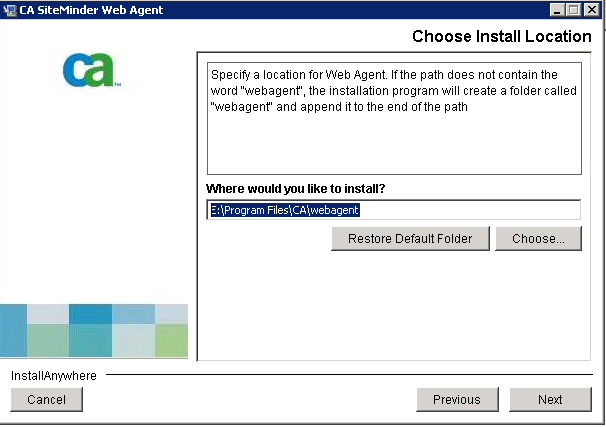 CA SiteMinder Web Agent
Choose Install Location
ca
Specify a location for Web Agent. If the path does not contain the
word "webagent", the installation program will create a folder called
"webagent" and append it to the end of the path
Where would you like to install?
E:\Program Files\CA\webagent
Restore Default Folder
Choose...
InstallAnywhere
Cancel
Previous
Next